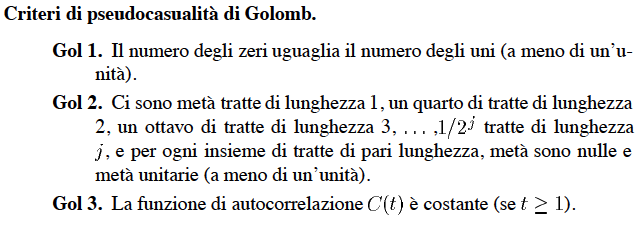 Criteri di pseudocasualità di Golomb.
Gol 1. Il numero degli zeri uguaglia il numero degli uni (a meno di un'u-
nità).
Gol 2. Ci sono metà tratte di lunghezza 1, un quarto di tratte di lunghezza
2, un ottavo di tratte di lunghezza 3, ... ,1/2^j tratte di lunghezza
j, e per ogni insieme di tratte di pari lunghezza, metà sono nulle e
metà unitarie (a meno di un'unità).
Gol 3. La funzione di autocorrelazione C(t) è costante (se t ≥ 1).